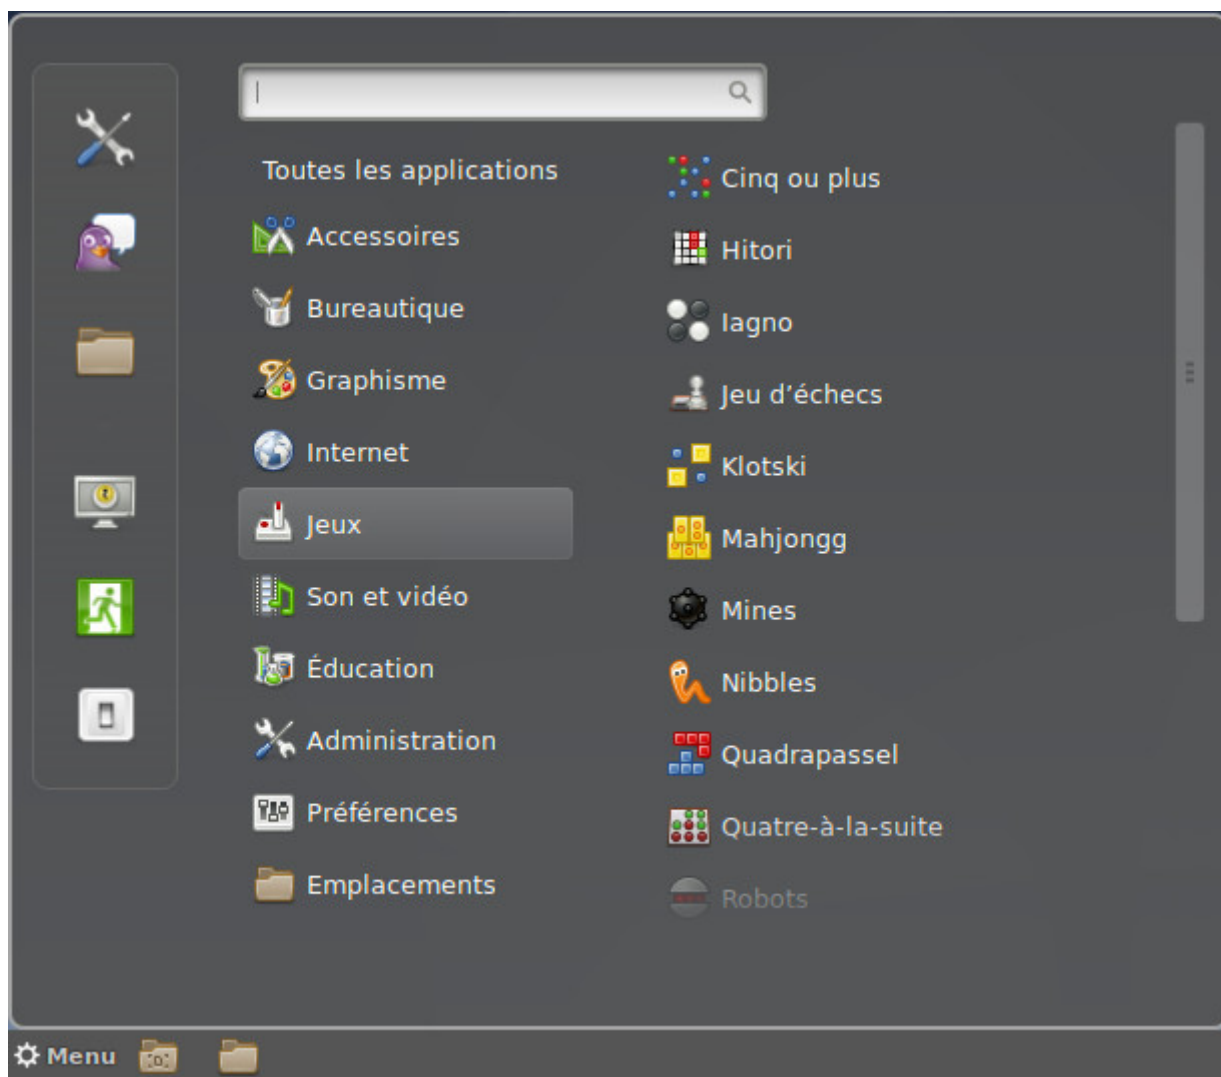 Toutes les applications
Accessoires
Bureautique
Graphisme
Internet
Jeux
Son et vidéo
Éducation
Administration
Préférences
Emplacements
Cinq ou plus
Hitori
Iagno
Jeu d’échecs
Klotski
Mahjongg
Mines
Nibbles
Quadrapassel
Quatre-à-la-suite
Robots
Menu